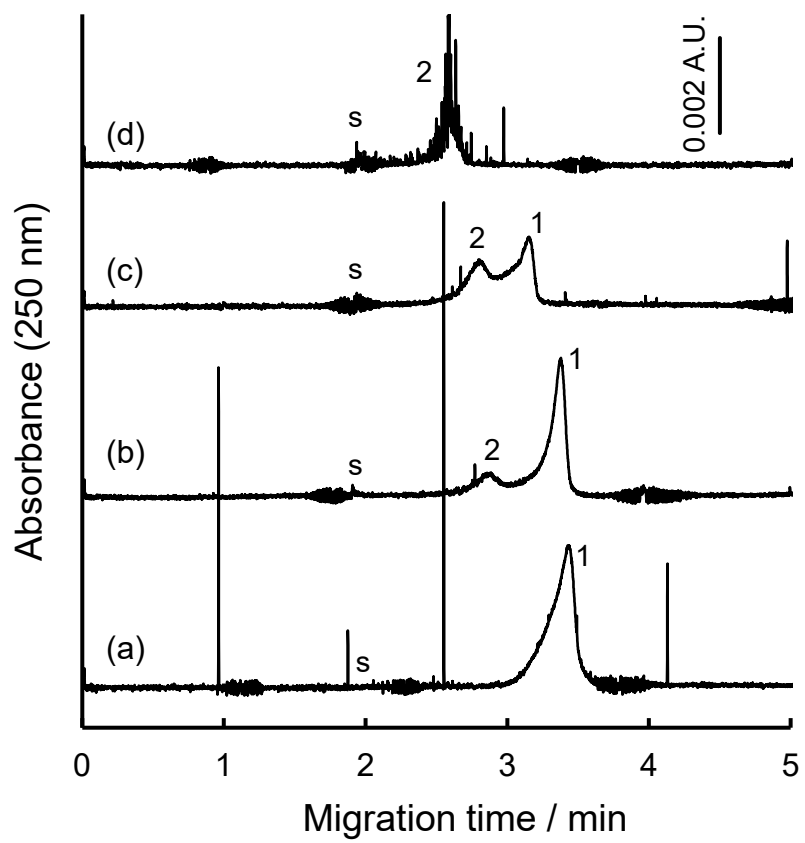 0.002 A.U.
2
s
(d)
1
2
s
(c)
1
2
s
(b)
1
s
(a)
Absorbance (250 nm)
0 1 2 3 4 5
Migration time / min